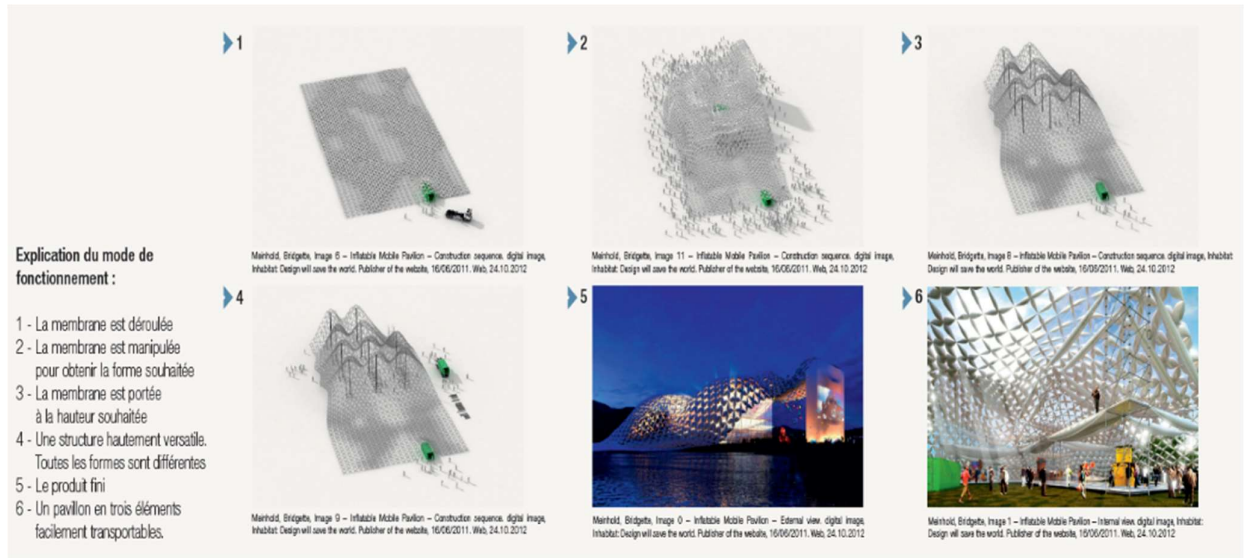 1
Meinhold, Bridgette, Image 6 – Inflatable Mobile Pavilion – Construction sequence. digital image,
Inhabitat: Design will save the world. Publisher of the website, 16/06/2011. Web, 24.10.2012
2
Meinhold, Bridgette, Image 11 – Inflatable Mobile Pavilion – Construction sequence. digital image,
Inhabitat: Design will save the world. Publisher of the website, 16/06/2011. Web, 24.10.2012
3
Meinhold, Bridgette, Image 8 – Inflatable Mobile Pavilion – Construction sequence. digital image, Inhabitat:
Design will save the world. Publisher of the website, 16/06/2011. Web, 24.10.2012
Explication du mode de
fonctionnement :
1 - La membrane est déroulée
2 - La membrane est manipulée
pour obtenir la forme souhaitée
3 - La membrane est portée
à la hauteur souhaitée
4 - Une structure hautement versatile.
Toutes les formes sont différentes
5 - Le produit fini
6 - Un pavillon en trois éléments
facilement transportables.
4
Meinhold, Bridgette, Image 9 – Inflatable Mobile Pavilion – Construction sequence. digital image,
Inhabitat: Design will save the world. Publisher of the website, 16/06/2011. Web, 24.10.2012
5
Meinhold, Bridgette, Image 0 – Inflatable Mobile Pavilion – External view. digital image,
Inhabitat: Design will save the world. Publisher of the website, 16/06/2011. Web, 24.10.2012
6
Meinhold, Bridgette, Image 1 – Inflatable Mobile Pavilion – Internal view. digital image, Inhabitat:
Design will save the world. Publisher of the website, 16/06/2011. Web, 24.10.2012